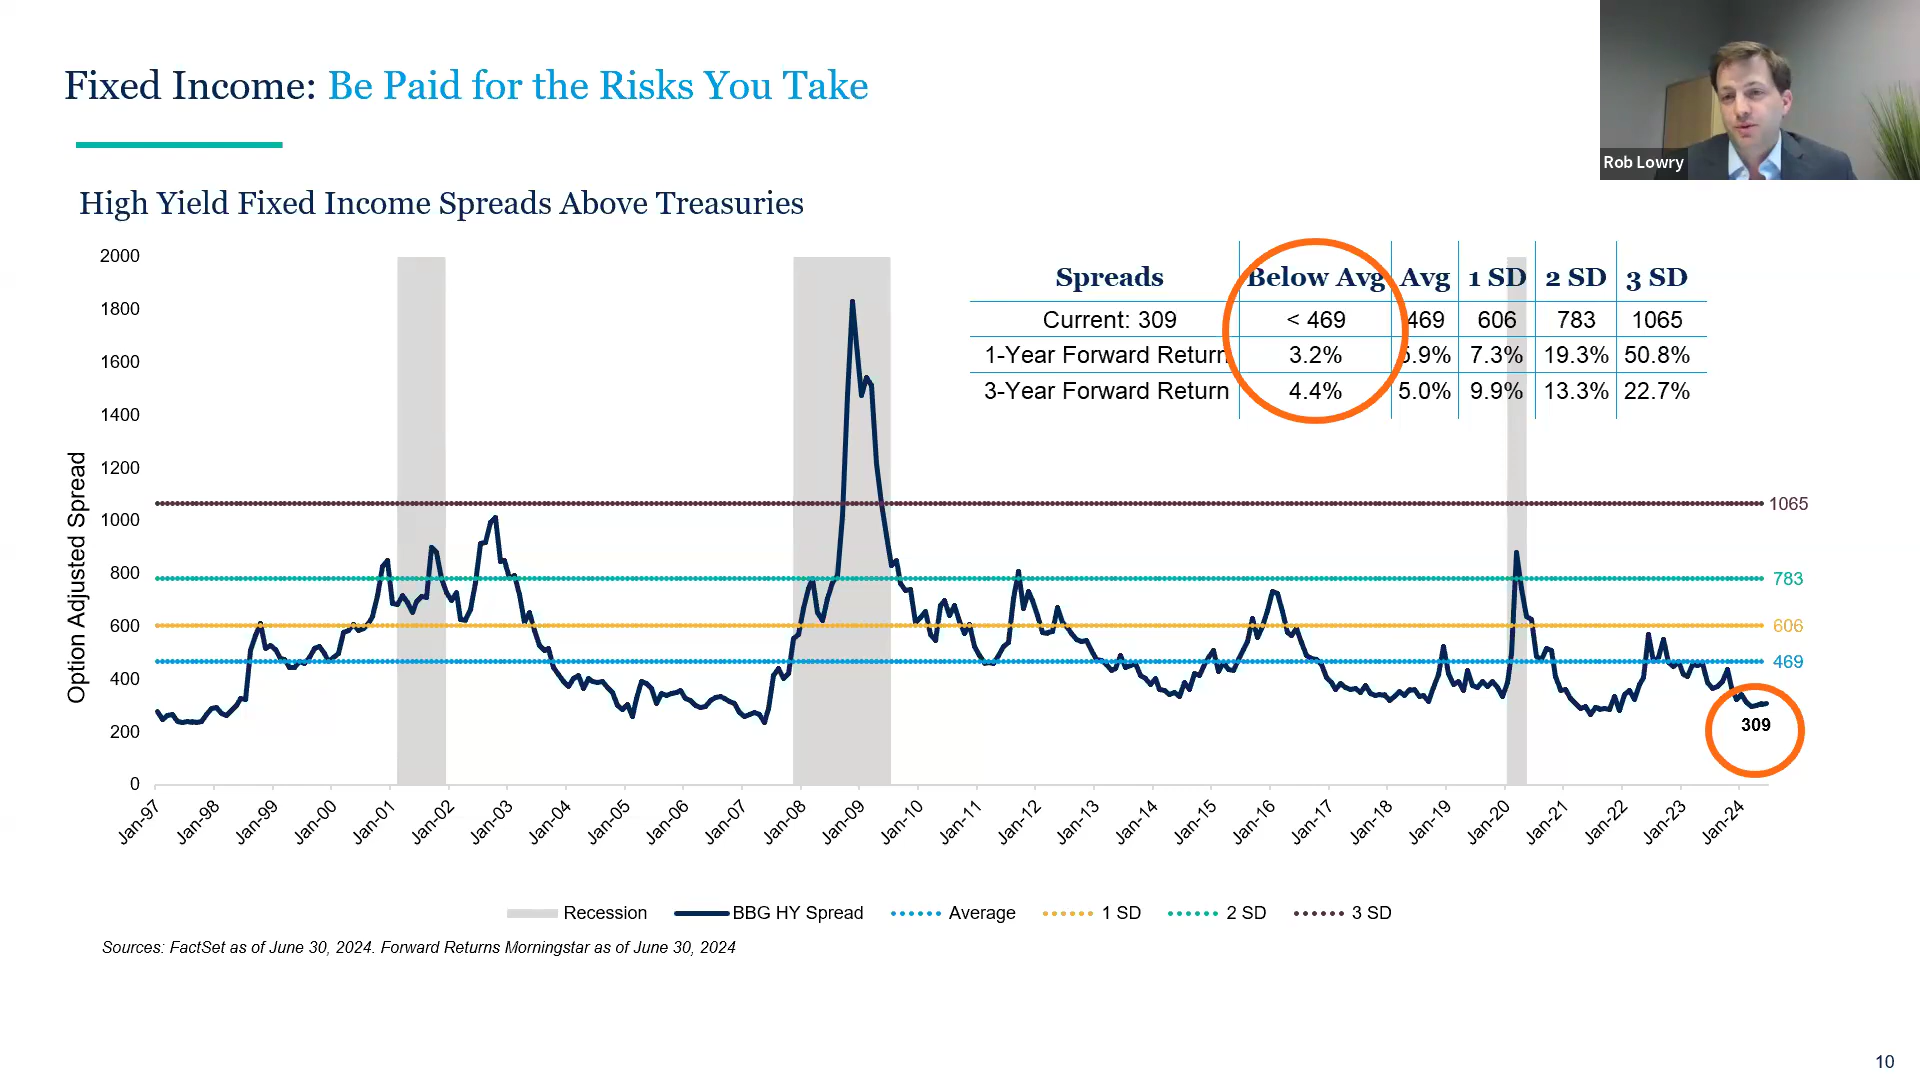 Fixed Income: Be Paid for the Risks You Take
Rob Lowry
High Yield Fixed Income Spreads Above Treasuries
Spreads Below Avg Avg 1 SD 2 SD 3 SD
Current: 309 < 469 469 606 783 1065
1-Year Forward Return 3.2% 5.9% 7.3% 19.3% 50.8%
3-Year Forward Return 4.4% 5.0% 9.9% 13.3% 22.7%
Option Adjusted Spread
2000
1800
1600
1400
1200
1000
800
600
400
200
0
1065
783
606
469
309
Jan-97 Jan-98 Jan-99 Jan-00 Jan-01 Jan-02 Jan-03 Jan-04 Jan-05 Jan-06 Jan-07 Jan-08 Jan-09 Jan-10 Jan-11 Jan-12 Jan-13 Jan-14 Jan-15 Jan-16 Jan-17 Jan-18 Jan-19 Jan-20 Jan-21 Jan-22 Jan-23 Jan-24
Recession BBG HY Spread Average 1 SD 2 SD 3 SD
Sources: FactSet as of June 30, 2024. Forward Returns Morningstar as of June 30, 2024
10